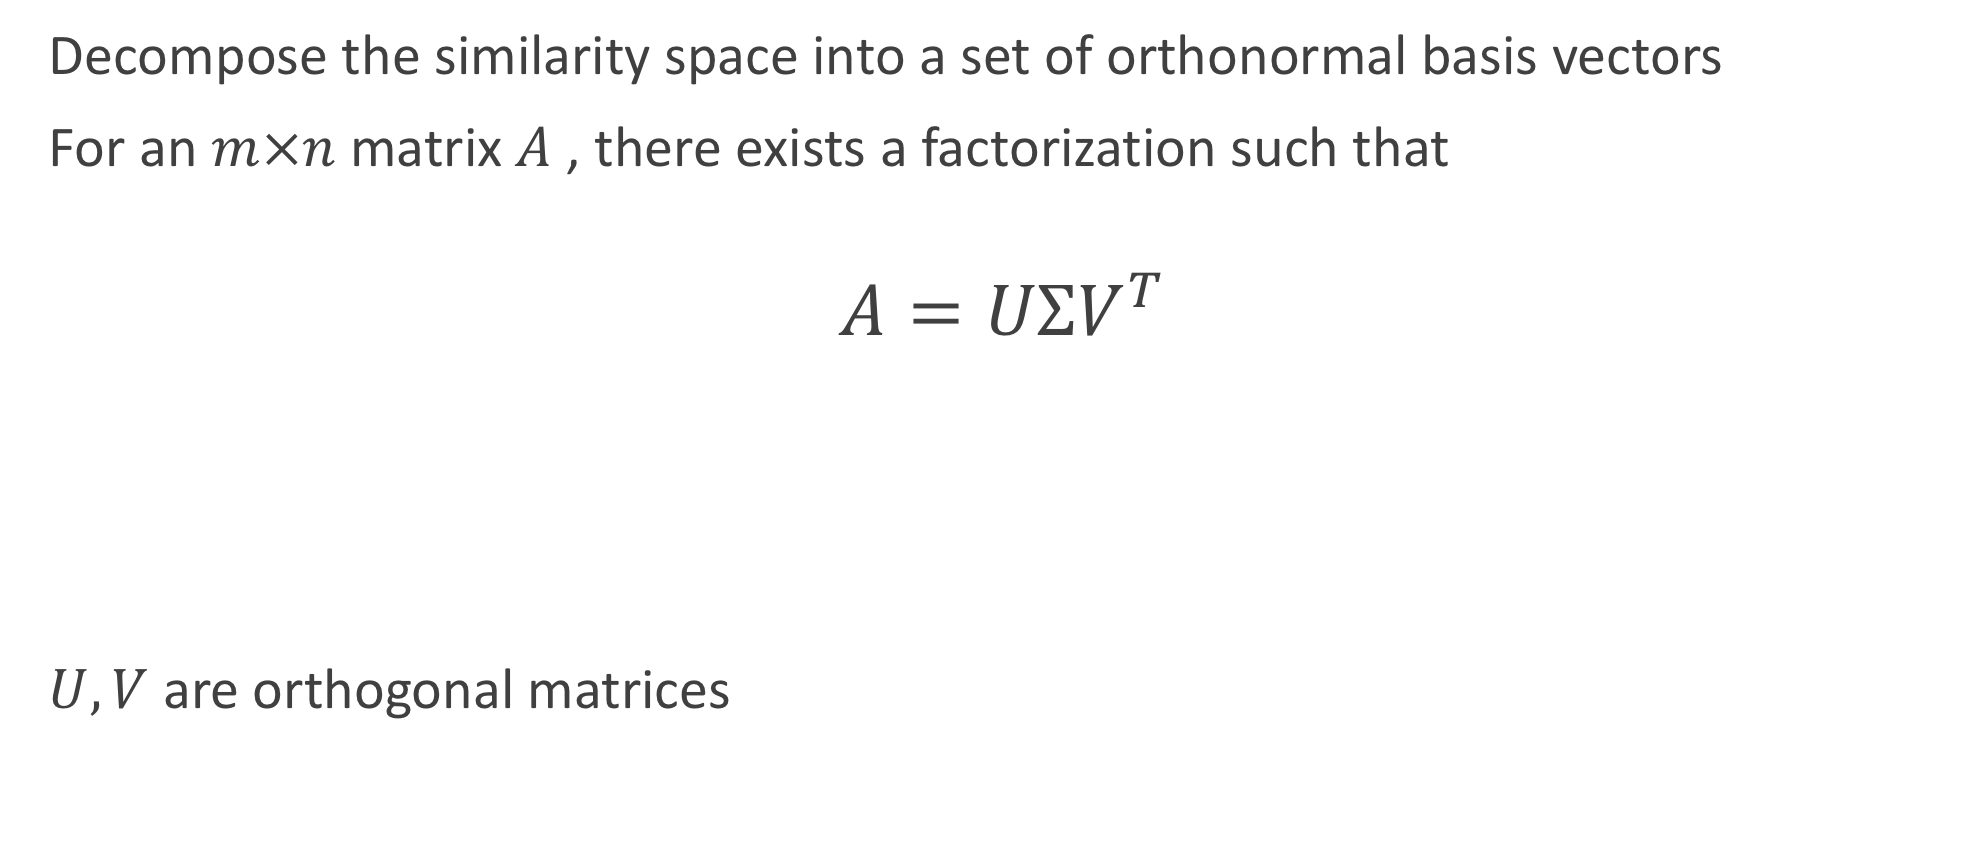 Decompose the similarity space into a set of orthonormal basis vectors
For an m×n matrix A , there exists a factorization such that
A = UΣVᵀ
U,V are orthogonal matrices